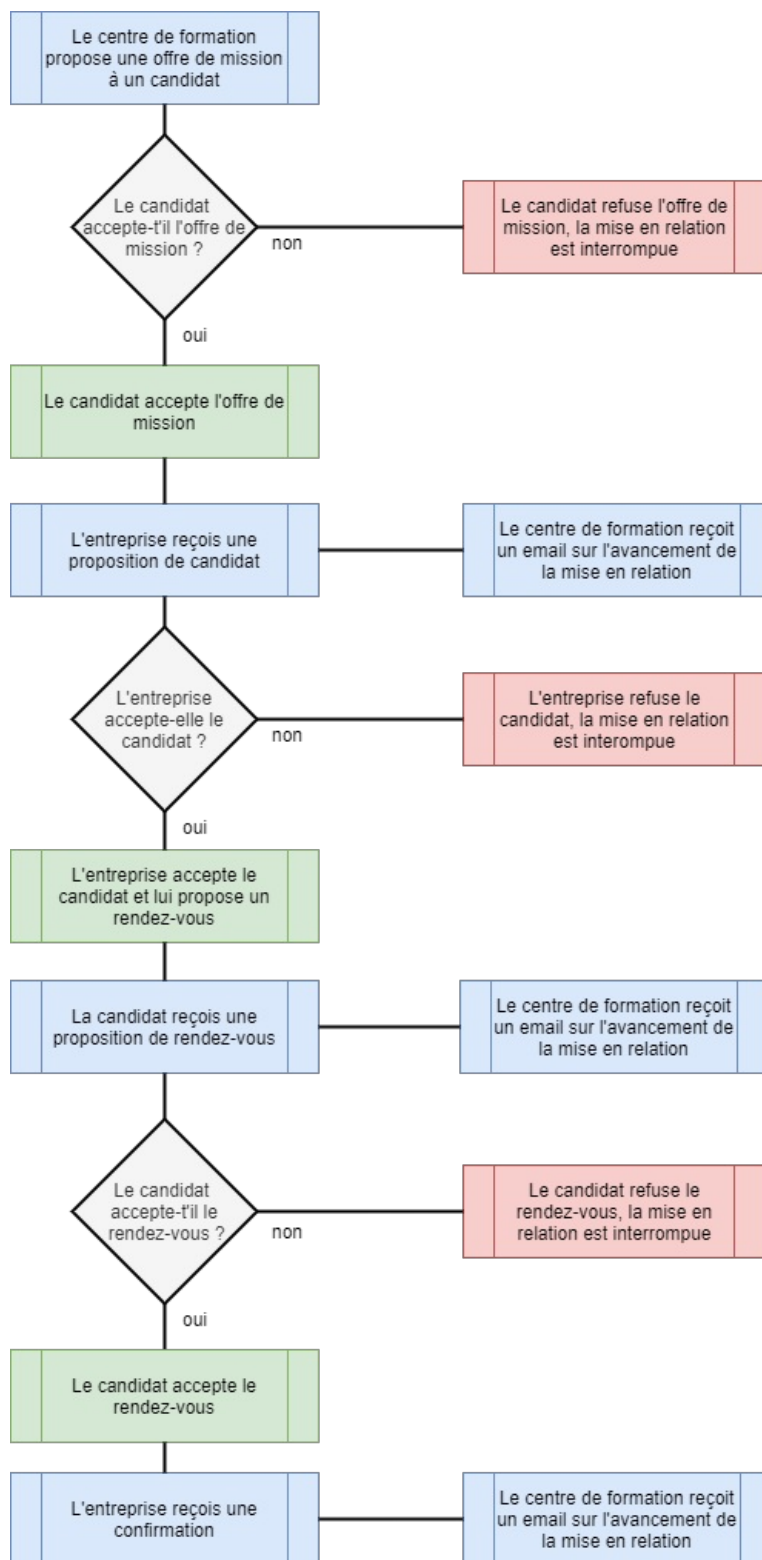 Le centre de formation
propose une offre de mission
à un candidat
Le candidat
accepte-t'il l'offre de
mission ?
non
Le candidat refuse l'offre de
mission, la mise en relation
est interrompue
oui
Le candidat accepte l'offre de
mission
L'entreprise reçois une
proposition de candidat
Le centre de formation reçoit
un email sur l'avancement de
la mise en relation
L'entreprise
accepte-elle le
candidat ?
non
L'entreprise refuse le
candidat, la mise en relation
est interompue
oui
L'entreprise accepte le
candidat et lui propose un
rendez-vous
La candidat reçois une
proposition de rendez-vous
Le centre de formation reçoit
un email sur l'avancement de
la mise en relation
Le candidat
accepte-t'il le
rendez-vous ?
non
Le candidat refuse le
rendez-vous, la mise en
relation est interrompue
oui
Le candidat accepte le
rendez-vous
L'entreprise reçois une
confirmation
Le centre de formation reçoit
un email sur l'avancement de
la mise en relation